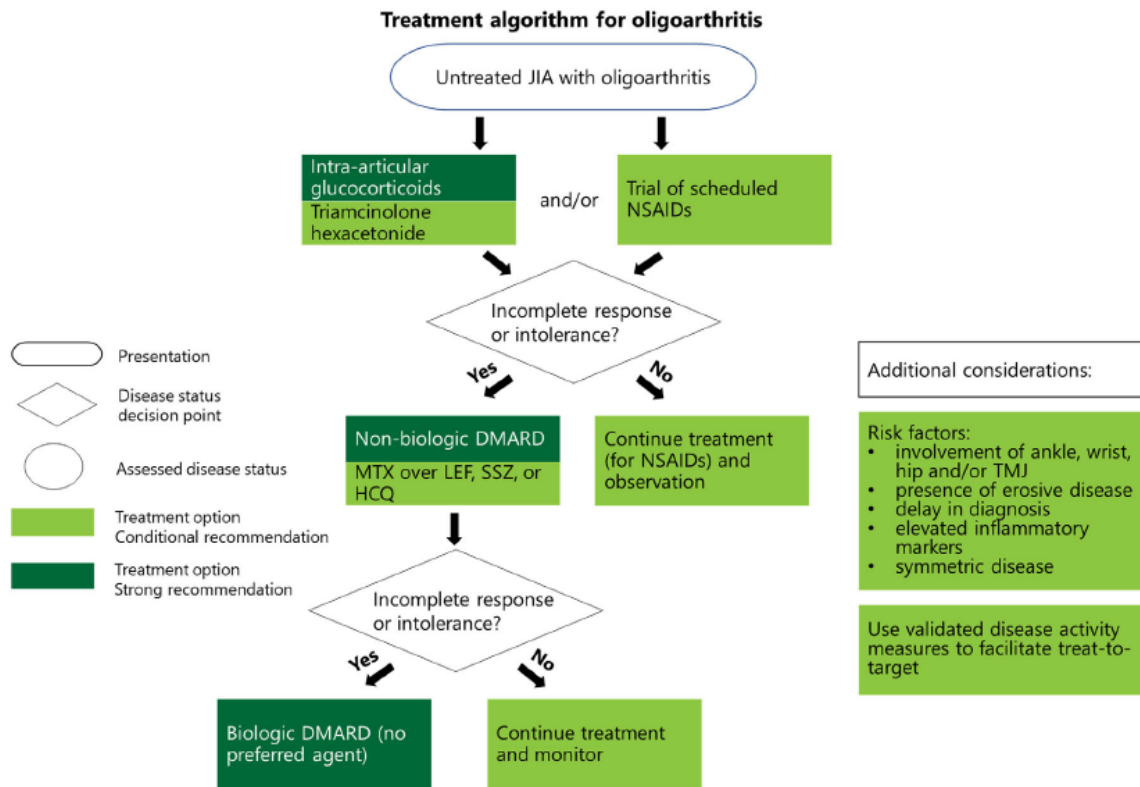 Treatment algorithm for oligoarthritis
Untreated JIA with oligoarthritis
Intra-articular
glucocorticoids
Triamcinolone
hexacetonide
and/or
Trial of scheduled
NSAIDs
Incomplete response
or intolerance?
Yes
No
Non-biologic DMARD
MTX over LEF, SSZ, or
HCQ
Continue treatment
(for NSAIDs) and
observation
Incomplete response
or intolerance?
Yes
No
Biologic DMARD (no
preferred agent)
Continue treatment
and monitor
Presentation
Disease status
decision point
Assessed disease status
Treatment option
Conditional recommendation
Treatment option
Strong recommendation
Additional considerations:
Risk factors:
• involvement of ankle, wrist,
hip and/or TMJ
• presence of erosive disease
• delay in diagnosis
• elevated inflammatory
markers
• symmetric disease
Use validated disease activity
measures to facilitate treat-to-
target